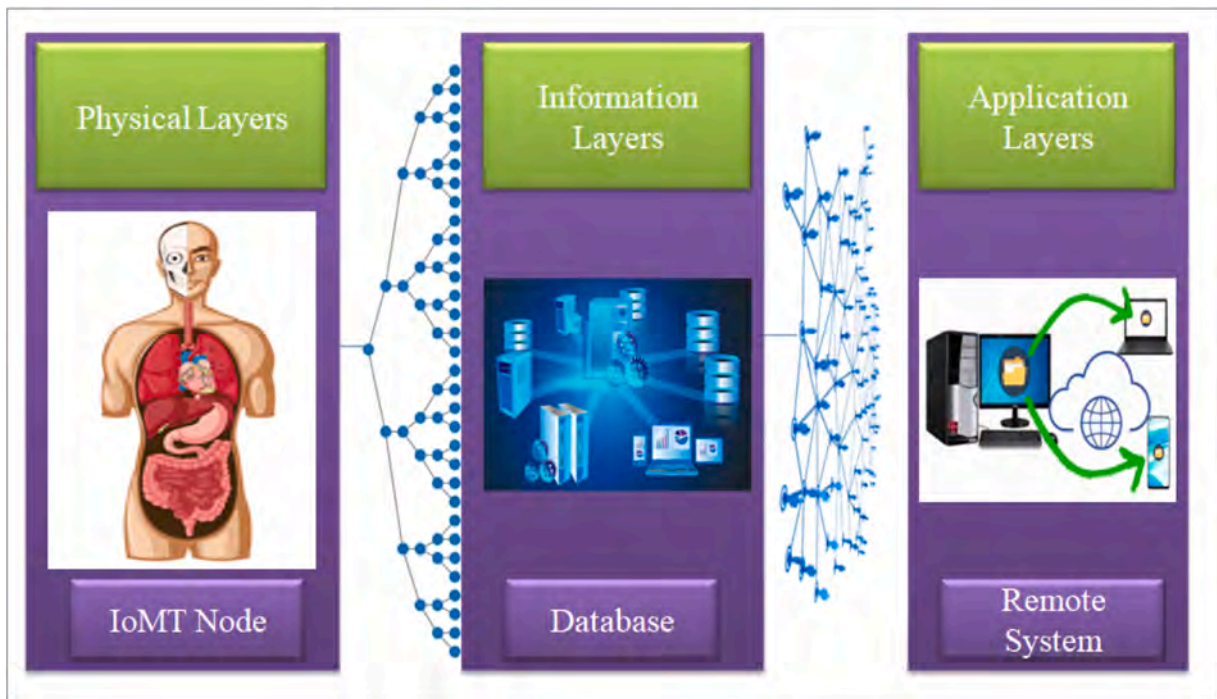 Physical Layers
IoMT Node
Information
Layers
Database
Application
Layers
Remote
System